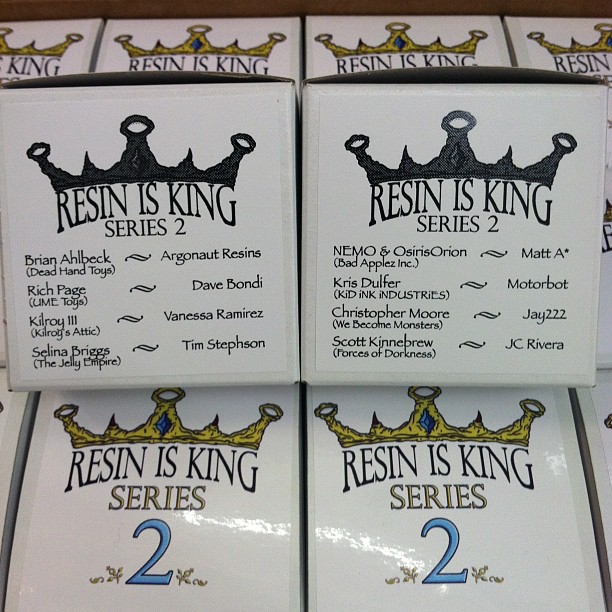 S KING
RESIN IS KING
RESIN IS KING
RESIN
RESIN IS KING
SERIES 2
Brian Ahlbeck ~ Argonaut Resins
(Dead Hand Toys)
Rich Page ~ Dave Bondi
(UME Toys)
Kilroy III ~ Vanessa Ramirez
(Kilroy's Attic)
Selina Briggs ~ Tim Stephson
(The Jelly Empire)
RESIN IS KING
SERIES 2
NEMO & OsirisOrion ~ Matt A*
(Bad Applez Inc.)
Kris Dulfer ~ Motorbot
(KiD iNK iNDUSTRiES)
Christopher Moore ~ Jay222
(We Become Monsters)
Scott Kinnebrew ~ JC Rivera
(Forces of Dorkness)
RESIN IS KING
SERIES
2
RESIN IS KING
SERIES
2